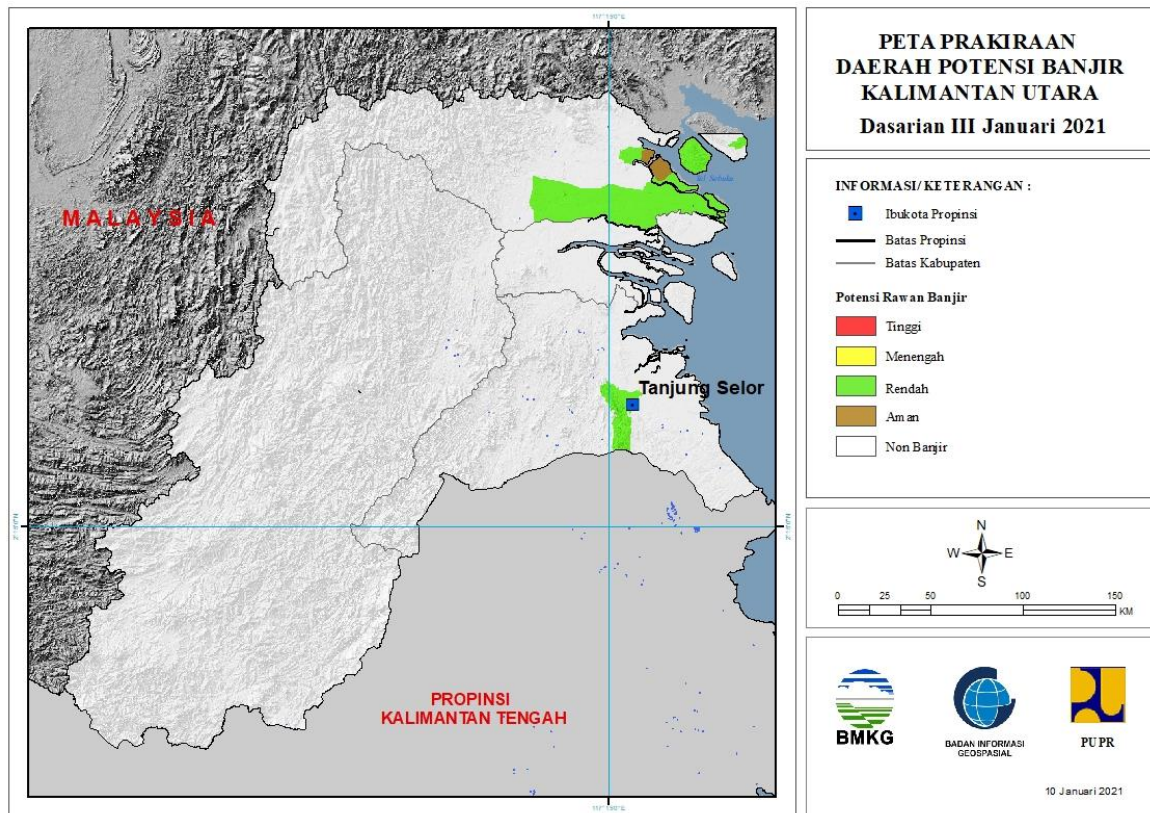 PETA PRAKIRAAN
DAERAH POTENSI BANJIR
KALIMANTAN UTARA
Dasarian III Januari 2021
INFORMASI/ KETERANGAN :
Ibukota Propinsi
Batas Propinsi
Batas Kabupaten
Potensi Rawan Banjir
Tinggi
Menengah
Rendah
Aman
Non Banjir
N
W E
S
0 25 50 100 150
KM
BMKG
BADAN INFORMASI
GEOSPASIAL
PUPR
10 Januari 2021
MALAYSIA
Tanjung Selor
PROPINSI
KALIMANTAN TENGAH